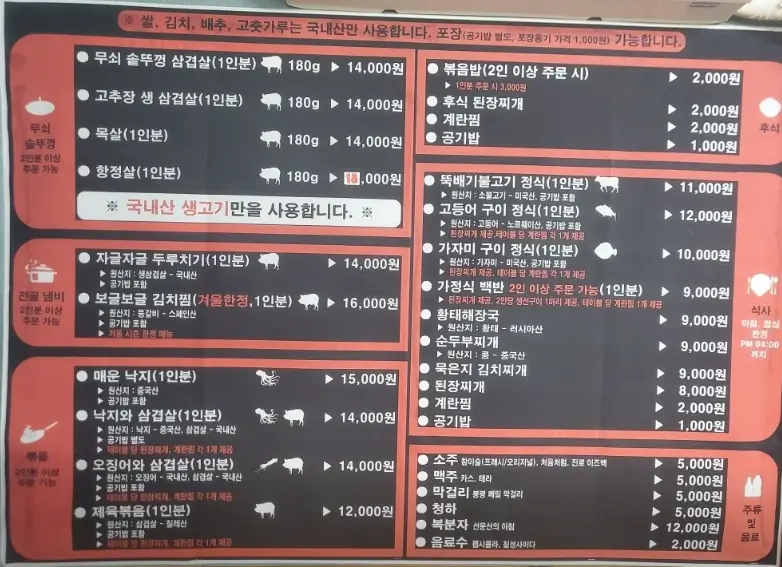 ※ 쌀, 김치, 배추, 고춧가루는 국내산만 사용합니다. 포장(공기밥 별도, 포장용기 가격 1,000원) 가능합니다.
무쇠
솥뚜껑
2인분 이상
주문 가능
무쇠 솥뚜껑 삼겹살(1인분) 180g ▶ 14,000원
고추장 생 삼겹살(1인분) 180g ▶ 14,000원
목살(1인분) 180g ▶ 14,000원
항정살(1인분) 180g ▶ 18,000원
※ 국내산 생고기만을 사용합니다. ※
전골 냄비
2인분 이상
주문 가능
자글자글 두루치기(1인분) ▶ 14,000원
▶ 원산지 : 생삼겹살 - 국내산
▶ 공기밥 포함
보글보글 김치찜(겨울한정,1인분) ▶ 16,000원
▶ 원산지 : 등갈비 - 스페인산
▶ 공기밥 포함
▶ 겨울 시즌 한정 메뉴
볶음
2인분 이상
주문 가능
매운 낙지(1인분) ▶ 15,000원
▶ 원산지 : 중국산
▶ 공기밥 포함
낙지와 삼겹살(1인분) ▶ 14,000원
▶ 원산지 : 낙지 - 중국산, 삼겹살 - 국내산
▶ 공기밥 별도
▶ 테이블 당 된장찌개, 계란찜 각 1개 제공
오징어와 삼겹살(1인분) ▶ 14,000원
▶ 원산지 : 오징어 - 국내산, 삼겹살 - 국내산
▶ 공기밥 포함
▶ 테이블 당 된장찌개, 계란찜 각 1개 제공
제육볶음(1인분) ▶ 12,000원
▶ 원산지 : 삼겹살 - 칠레산
▶ 공기밥 포함
▶ 테이블 당 된장찌개, 계란찜 각 1개 제공
볶음밥(2인 이상 주문 시) ▶ 2,000원
▶ 1인분 주문 시 3,000원
후식 된장찌개 ▶ 2,000원
계란찜 ▶ 2,000원
공기밥 ▶ 1,000원
후식
뚝배기불고기 정식(1인분) ▶ 11,000원
▶ 원산지 : 소불고기 - 미국산, 공기밥 포함
고등어 구이 정식(1인분) ▶ 12,000원
▶ 원산지 : 고등어 - 노르웨이산, 공기밥 포함
▶ 된장찌개 제공,테이블 당 계란찜 각 1개 제공
가자미 구이 정식(1인분) ▶ 10,000원
▶ 원산지 : 가자미 - 미국산, 공기밥 포함
▶ 된장찌개 제공, 테이블 당 계란찜 각 1개 제공
가정식 백반 2인 이상 주문 가능(1인분) ▶ 9,000원
▶ 된장찌개 제공, 2인당 생선구이 1마리 제공, 테이블 당 계란찜 1개 제공
황태해장국 ▶ 9,000원
▶ 원산지 : 황태 - 러시아산
순두부찌개 ▶ 9,000원
▶ 원산지 : 콩 - 중국산
묵은지 김치찌개 ▶ 9,000원
된장찌개 ▶ 8,000원
계란찜 ▶ 2,000원
공기밥 ▶ 1,000원
식사
아침, 점심
한정
PM 04:00
까지
소주 참이슬(프레시/오리지널), 처음처럼, 진로 이즈백 ▶ 5,000원
맥주 카스, 테라 ▶ 5,000원
막걸리 봉평 메밀 막걸리 ▶ 5,000원
청하 ▶ 5,000원
복분자 선운산의 아침 ▶ 12,000원
음료수 펩시콜라, 칠성사이다 ▶ 2,000원
주류
및
음료